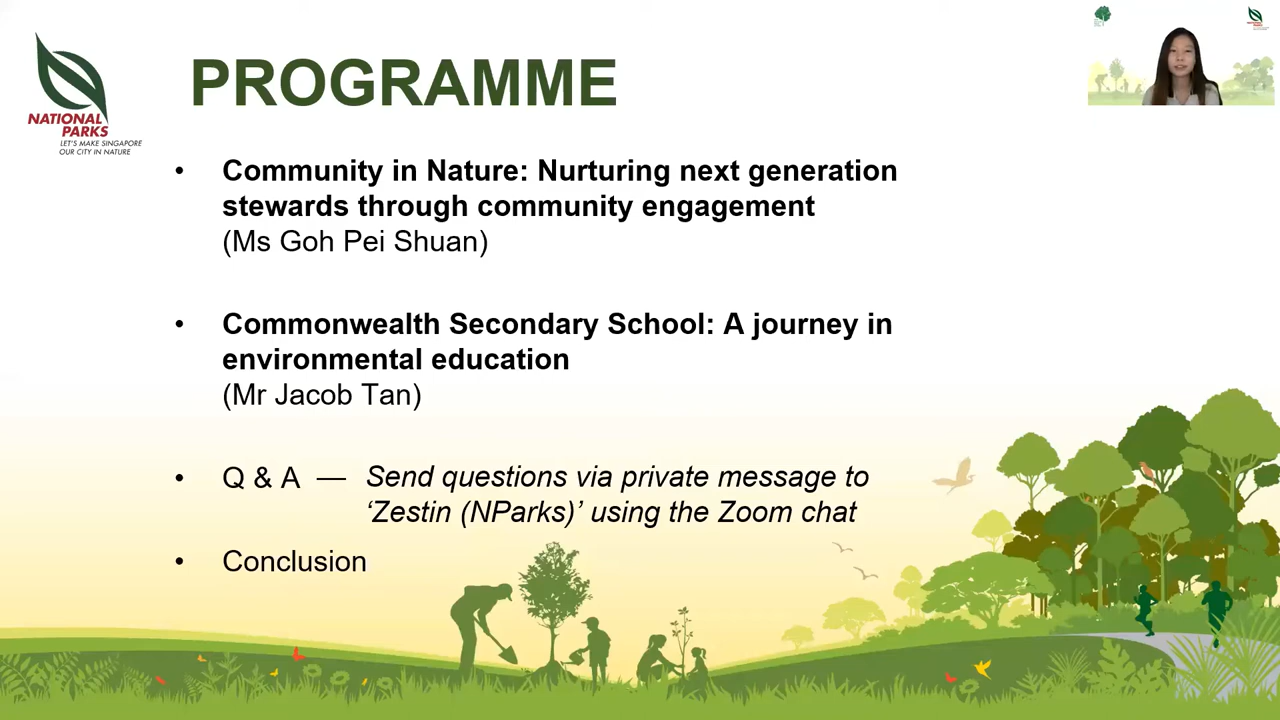 PROGRAMME
NATIONAL
PARKS
LET'S MAKE SINGAPORE
OUR CITY IN NATURE
• Community in Nature: Nurturing next generation
stewards through community engagement
(Ms Goh Pei Shuan)
• Commonwealth Secondary School: A journey in
environmental education
(Mr Jacob Tan)
• Q & A — Send questions via private message to
‘Zestin (NParks)’ using the Zoom chat
• Conclusion